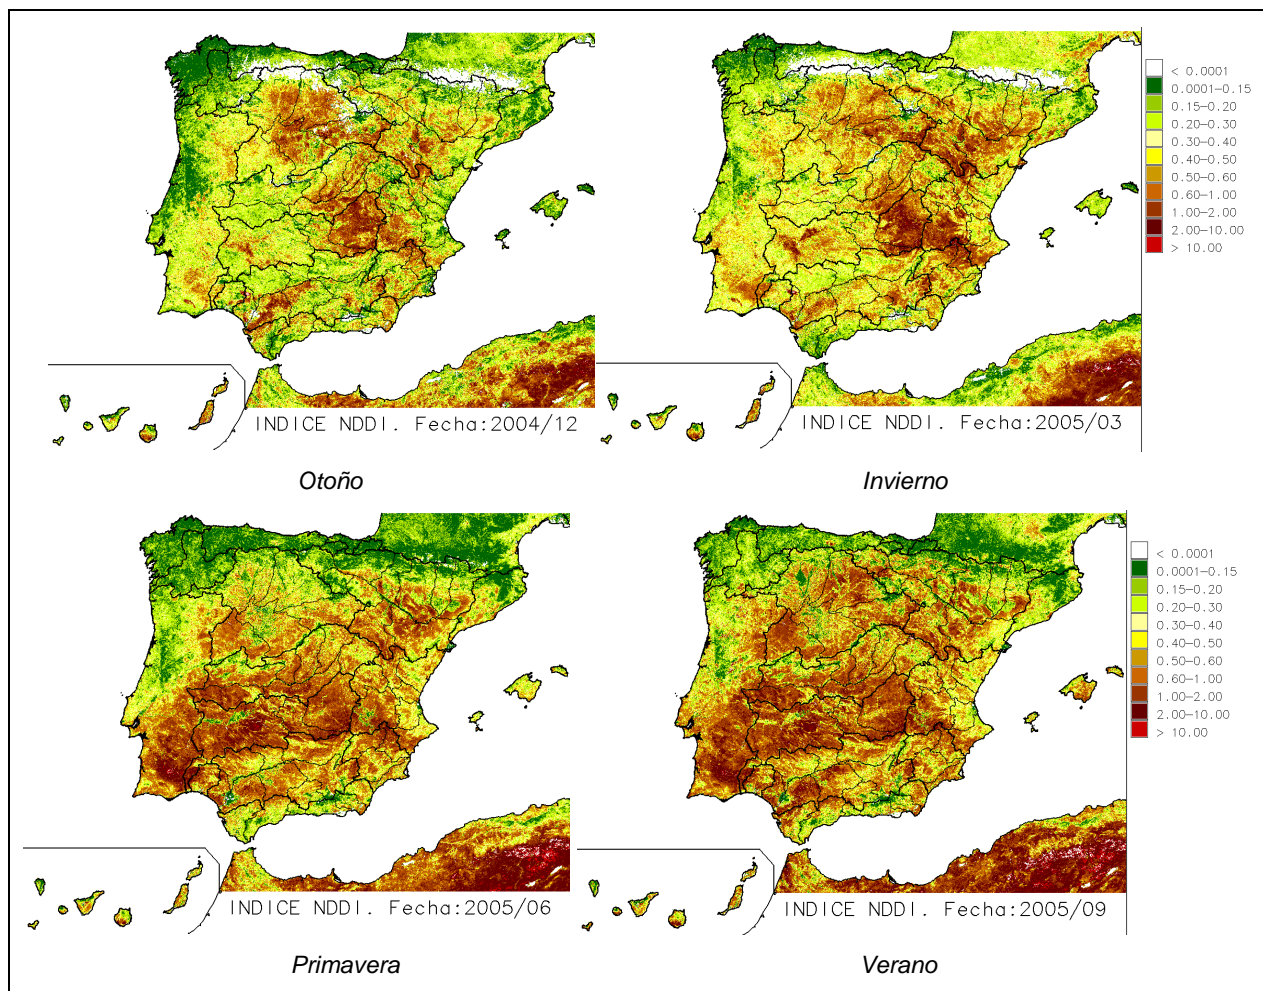 < 0.0001
0.0001—0.15
0.15—0.20
0.20—0.30
0.30—0.40
0.40—0.50
0.50—0.60
0.60—1.00
1.00—2.00
2.00—10.00
> 10.00
INDICE NDDI. Fecha:2004/12
INDICE NDDI. Fecha:2005/03
Otoño
Invierno
< 0.0001
0.0001—0.15
0.15—0.20
0.20—0.30
0.30—0.40
0.40—0.50
0.50—0.60
0.60—1.00
1.00—2.00
2.00—10.00
> 10.00
INDICE NDDI. Fecha:2005/06
INDICE NDDI. Fecha:2005/09
Primavera
Verano